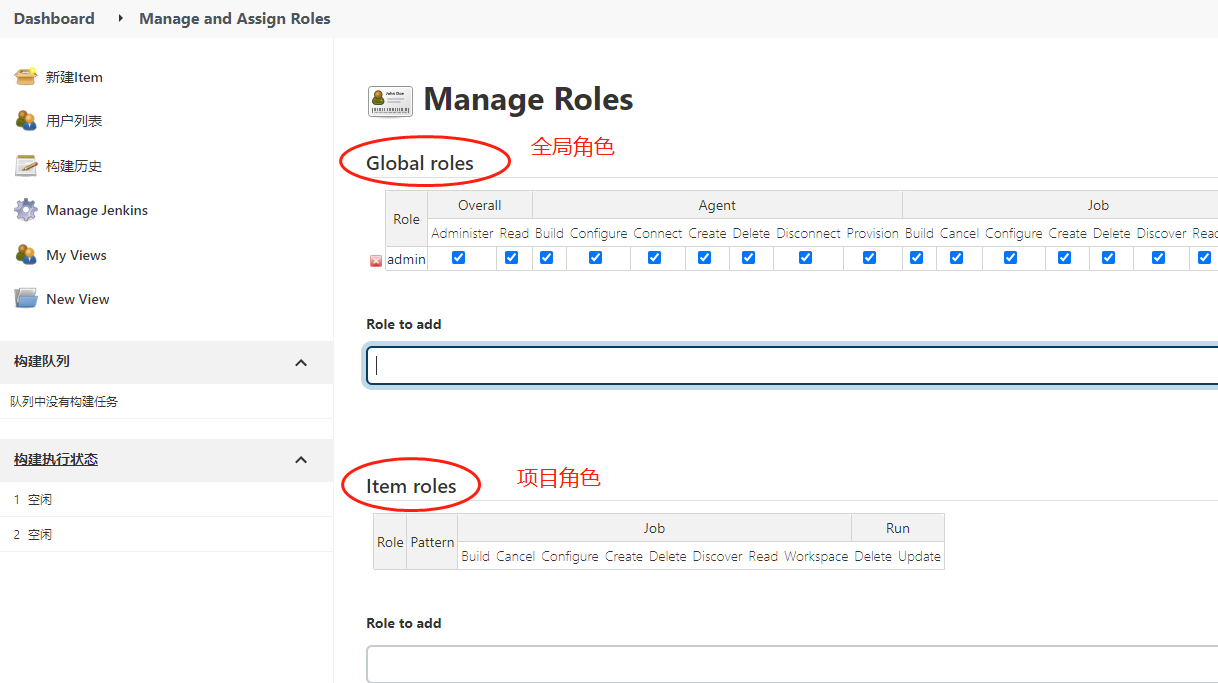 Dashboard Manage and Assign Roles
新建Item
用户列表
构建历史
Manage Jenkins
My Views
New View
构建队列
队列中没有构建任务
构建执行状态
1 空闲
2 空闲
John Doe
Manage Roles
Global roles 全局角色
Role Overall Agent Job
Administer Read Build Configure Connect Create Delete Disconnect Provision Build Cancel Configure Create Delete Discover Read
admin
Role to add
Item roles 项目角色
Role Pattern Job Run
Build Cancel Configure Create Delete Discover Read Workspace Delete Update
Role to add